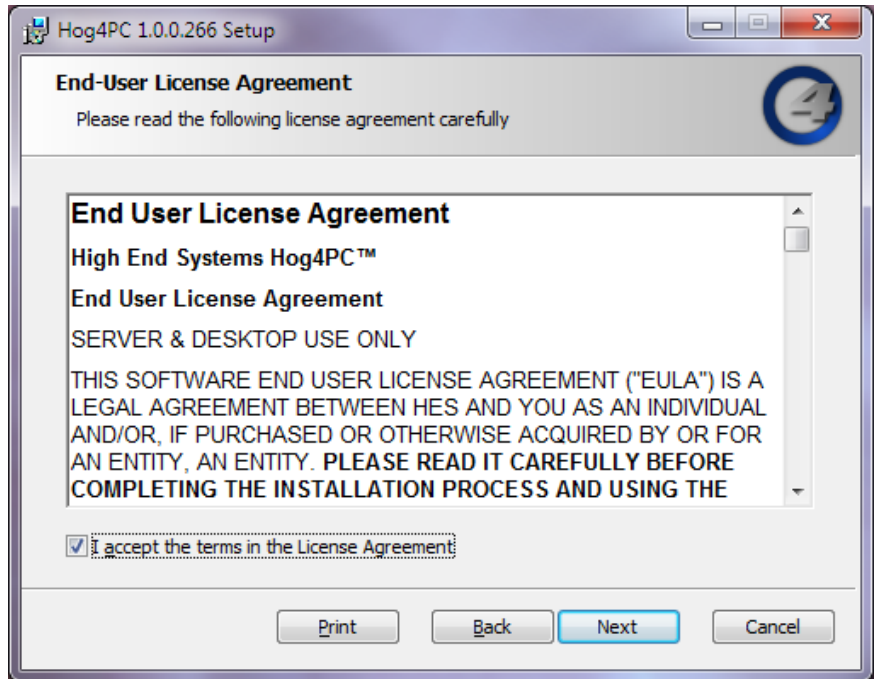 Hog4PC 1.0.0.266 Setup
End-User License Agreement
Please read the following license agreement carefully
4
End User License Agreement
High End Systems Hog4PC™
End User License Agreement
SERVER & DESKTOP USE ONLY
THIS SOFTWARE END USER LICENSE AGREEMENT ("EULA") IS A
LEGAL AGREEMENT BETWEEN HES AND YOU AS AN INDIVIDUAL
AND/OR, IF PURCHASED OR OTHERWISE ACQUIRED BY OR FOR
AN ENTITY, AN ENTITY. PLEASE READ IT CAREFULLY BEFORE
COMPLETING THE INSTALLATION PROCESS AND USING THE
I accept the terms in the License Agreement
Print Back Next Cancel